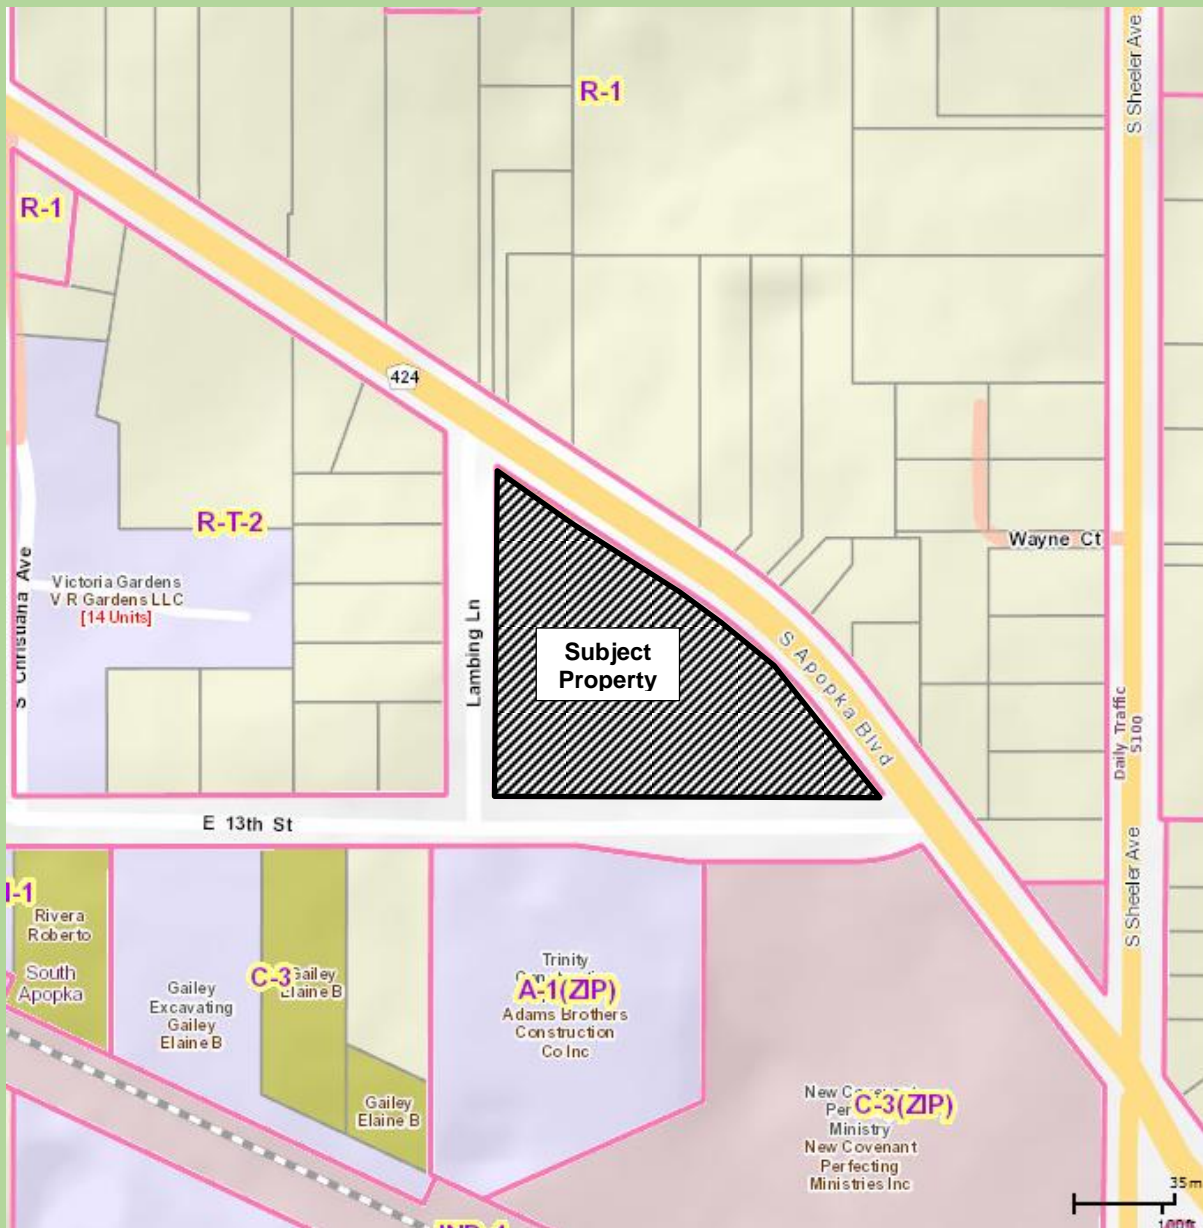 S Sheeler Ave
R-1
R-1
424
R-T-2
Wayne Ct
S Christiana Ave
Victoria Gardens
V R Gardens LLC
[14 Units]
Lambing Ln
Subject
Property
S Apopka Blvd
Daily Traffic
5100
E 13th St
S Sheeler Ave
Rivera
Roberto
South
Apopka
Gailey
Excavating
Gailey
Elaine B
C-3
Gailey
Elaine B
Trinity
A-1(ZIP)
Adams Brothers
Construction
Co Inc
Gailey
Elaine B
New
C-3(ZIP)
Ministry
New Covenant
Perfecting
Ministries Inc
35 m